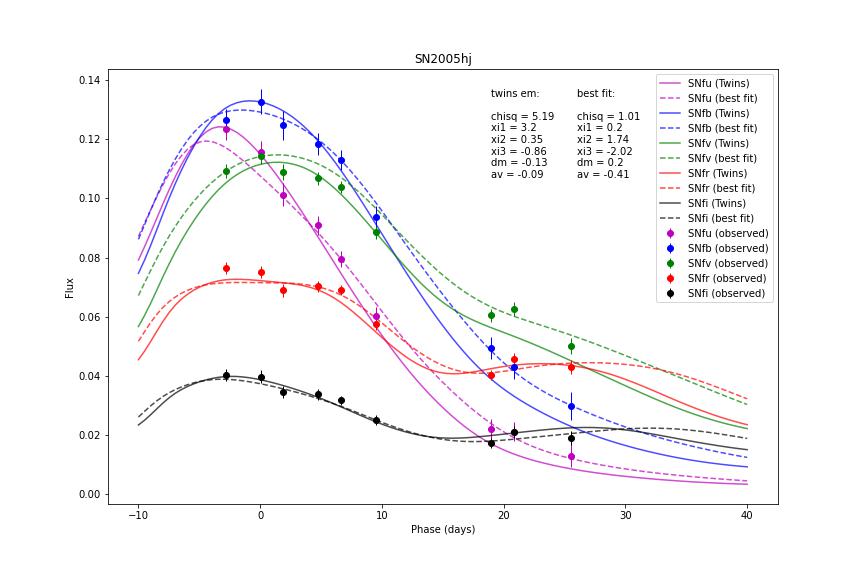 SN2005hj
0.14
0.12
0.10
0.08
0.06
0.04
0.02
0.00
Flux
−10
0
10
20
30
40
Phase (days)
twins em:
chisq = 5.19
xi1 = 3.2
xi2 = 0.35
xi3 = -0.86
dm = -0.13
av = -0.09
best fit:
chisq = 1.01
xi1 = 0.2
xi2 = 1.74
xi3 = -2.02
dm = 0.2
av = -0.41
SNfu (Twins)
SNfu (best fit)
SNfb (Twins)
SNfb (best fit)
SNfv (Twins)
SNfv (best fit)
SNfr (Twins)
SNfr (best fit)
SNfi (Twins)
SNfi (best fit)
SNfu (observed)
SNfb (observed)
SNfv (observed)
SNfr (observed)
SNfi (observed)